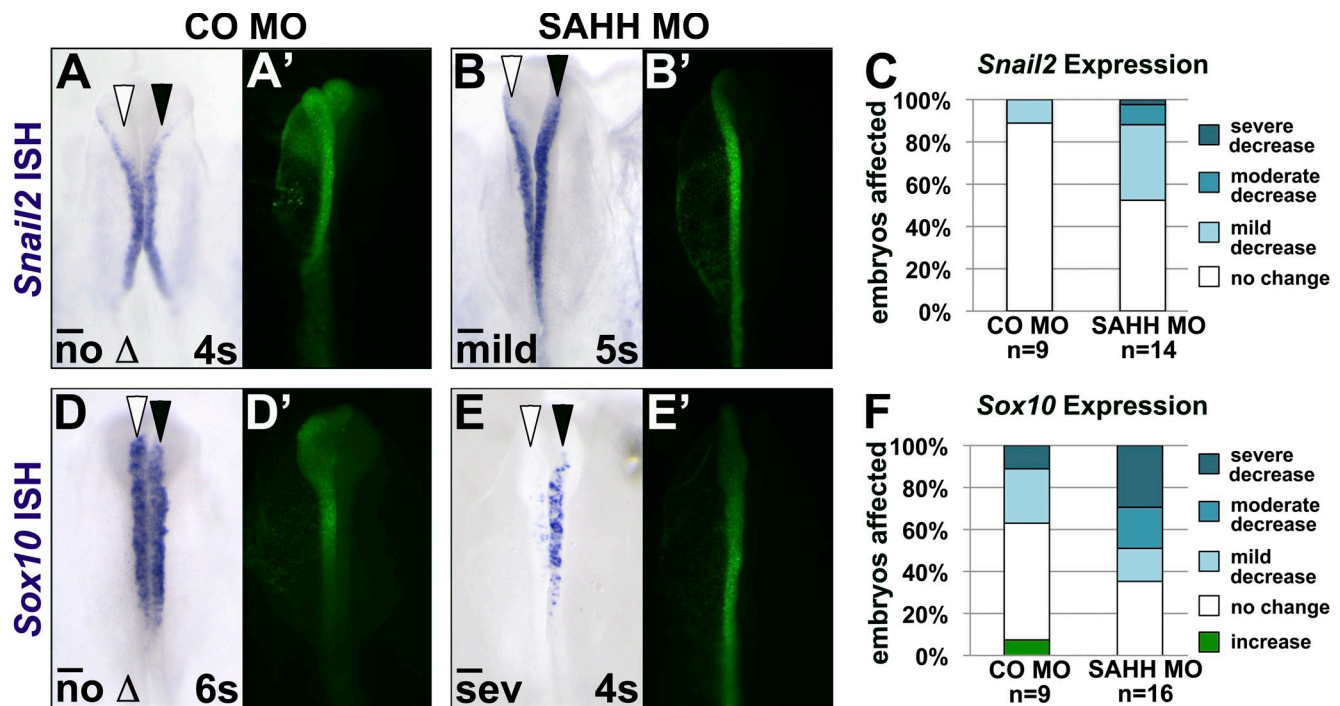 CO MO
SAHH MO
Snail2 ISH
A
A’
B
B’
no Δ
4s
mild
5s
C
Snail2 Expression
embryos affected
100%
80%
60%
40%
20%
0%
CO MO
n=9
SAHH MO
n=14
severe
decrease
moderate
decrease
mild
decrease
no change
Sox10 ISH
D
D’
E
E’
no Δ
6s
sev
4s
F
Sox10 Expression
embryos affected
100%
80%
60%
40%
20%
0%
CO MO
n=9
SAHH MO
n=16
severe
decrease
moderate
decrease
mild
decrease
no change
increase